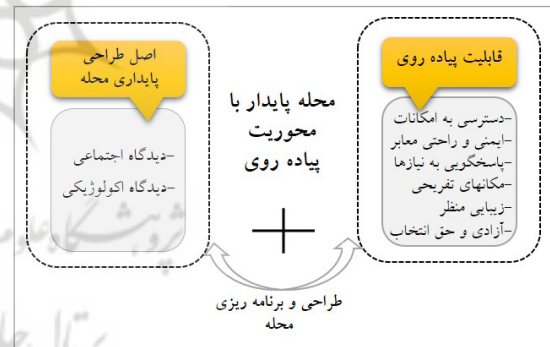 قابلیت پیاده روی
-دسترسی به امکانات
-ایمنی و راحتی معابر
-پاسخگویی به نیازها
-مکانهای تفریحی
-زیبایی منظر
-آزادی و حق انتخاب
محله پایدار با
محوریت
پیاده روی
+
اصل طراحی
پایداری محله
-دیدگاه اجتماعی
-دیدگاه اکولوژیکی
طراحی و برنامه ریزی
محله